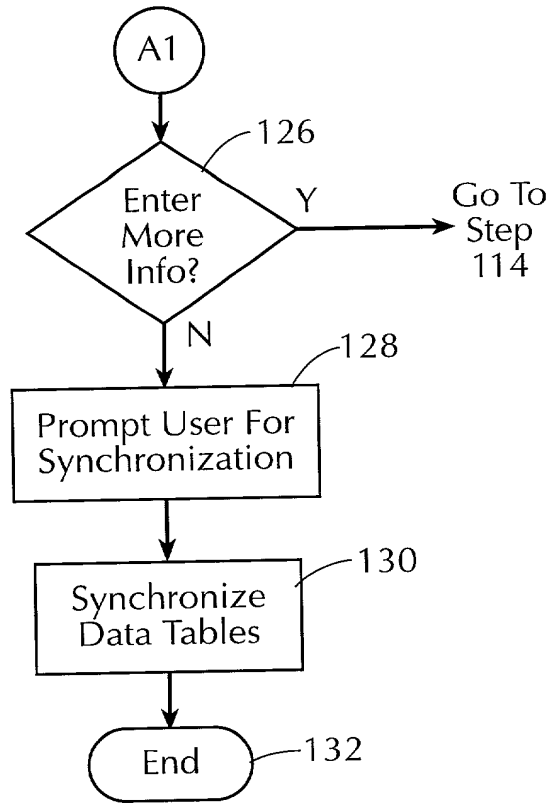 A1
126
Enter
More
Info?
Y
Go To
Step
114
N
128
Prompt User For
Synchronization
130
Synchronize
Data Tables
End
132